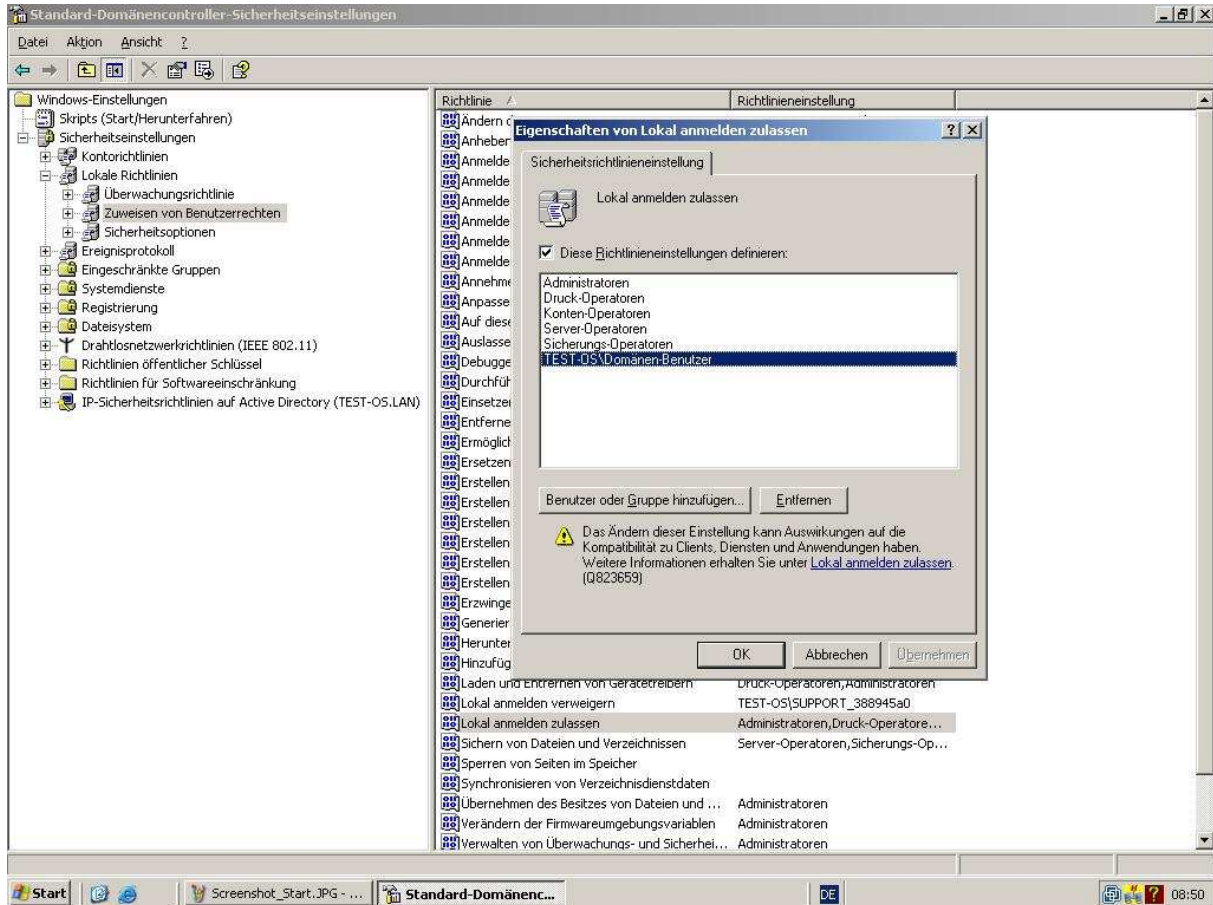 Standard-Domänencontroller-Sicherheitseinstellungen
Datei Aktion Ansicht ?
Windows-Einstellungen
Skripts (Start/Herunterfahren)
Sicherheitseinstellungen
Kontorichtlinien
Lokale Richtlinien
Überwachungsrichtlinie
Zuweisen von Benutzerrechten
Sicherheitsoptionen
Ereignisprotokoll
Eingeschränkte Gruppen
Systemdienste
Registrierung
Dateisystem
Drahtlosnetzwerkrichtlinien (IEEE 802.11)
Richtlinien öffentlicher Schlüssel
Richtlinien für Softwareeinschränkung
IP-Sicherheitsrichtlinien auf Active Directory (TEST-OS.LAN)
Richtlinie Richtlinieneinstellung
Ändern d
Anheber
Anmelde
Anmelde
Anmelde
Anmelde
Anmelde
Anmelde
Annehme
Anpasse
Auf diese
Auslasse
Debugge
Durchfüh
Einsetzen
Entferne
Ermöglich
Ersetzen
Erstellen
Erstellen
Erstellen
Erstellen
Erstellen
Erstellen
Erzwinge
Generier
Herunter
Hinzufüg
Laden und Entfernen von Gerätetreibern Druck-Operatoren,Administratoren
Lokal anmelden verweigern TEST-OS\SUPPORT_388945a0
Lokal anmelden zulassen Administratoren,Druck-Operatore...
Sichern von Dateien und Verzeichnissen Server-Operatoren,Sicherungs-Op...
Sperren von Seiten im Speicher
Synchronisieren von Verzeichnisdienstdaten
Übernehmen des Besitzes von Dateien und ... Administratoren
Verändern der Firmwareumgebungsvariablen Administratoren
Verwalten von Überwachungs- und Sicherhei... Administratoren
Eigenschaften von Lokal anmelden zulassen
Sicherheitsrichtlinieneinstellung
Lokal anmelden zulassen
Diese Richtlinieneinstellungen definieren:
Administratoren
Druck-Operatoren
Konten-Operatoren
Server-Operatoren
Sicherungs-Operatoren
TEST-OS\Domänen-Benutzer
Benutzer oder Gruppe hinzufügen... Entfernen
Das Ändern dieser Einstellung kann Auswirkungen auf die
Kompatibilität zu Clients, Diensten und Anwendungen haben.
Weitere Informationen erhalten Sie unter Lokal anmelden zulassen.
(Q823659)
OK Abbrechen Übernehmen
Start Screenshot_Start.JPG - ... Standard-Domänenc... DE 08:50